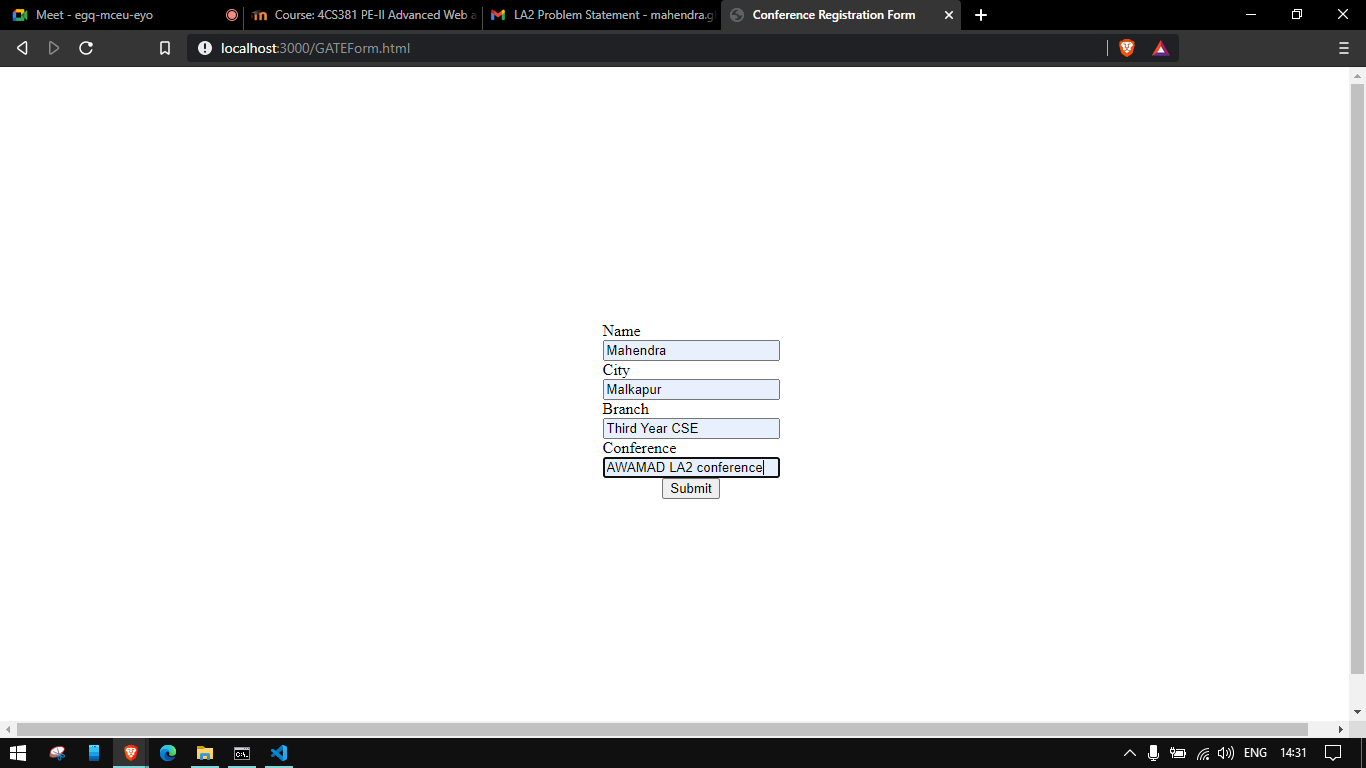 Meet - egq-mceu-eyo
Course: 4CS381 PE-II Advanced Web a
LA2 Problem Statement - mahendra.g
Conference Registration Form
localhost:3000/GATEForm.html
Name
Mahendra
City
Malkapur
Branch
Third Year CSE
Conference
AWAMAD LA2 conference
Submit
ENG
14:31